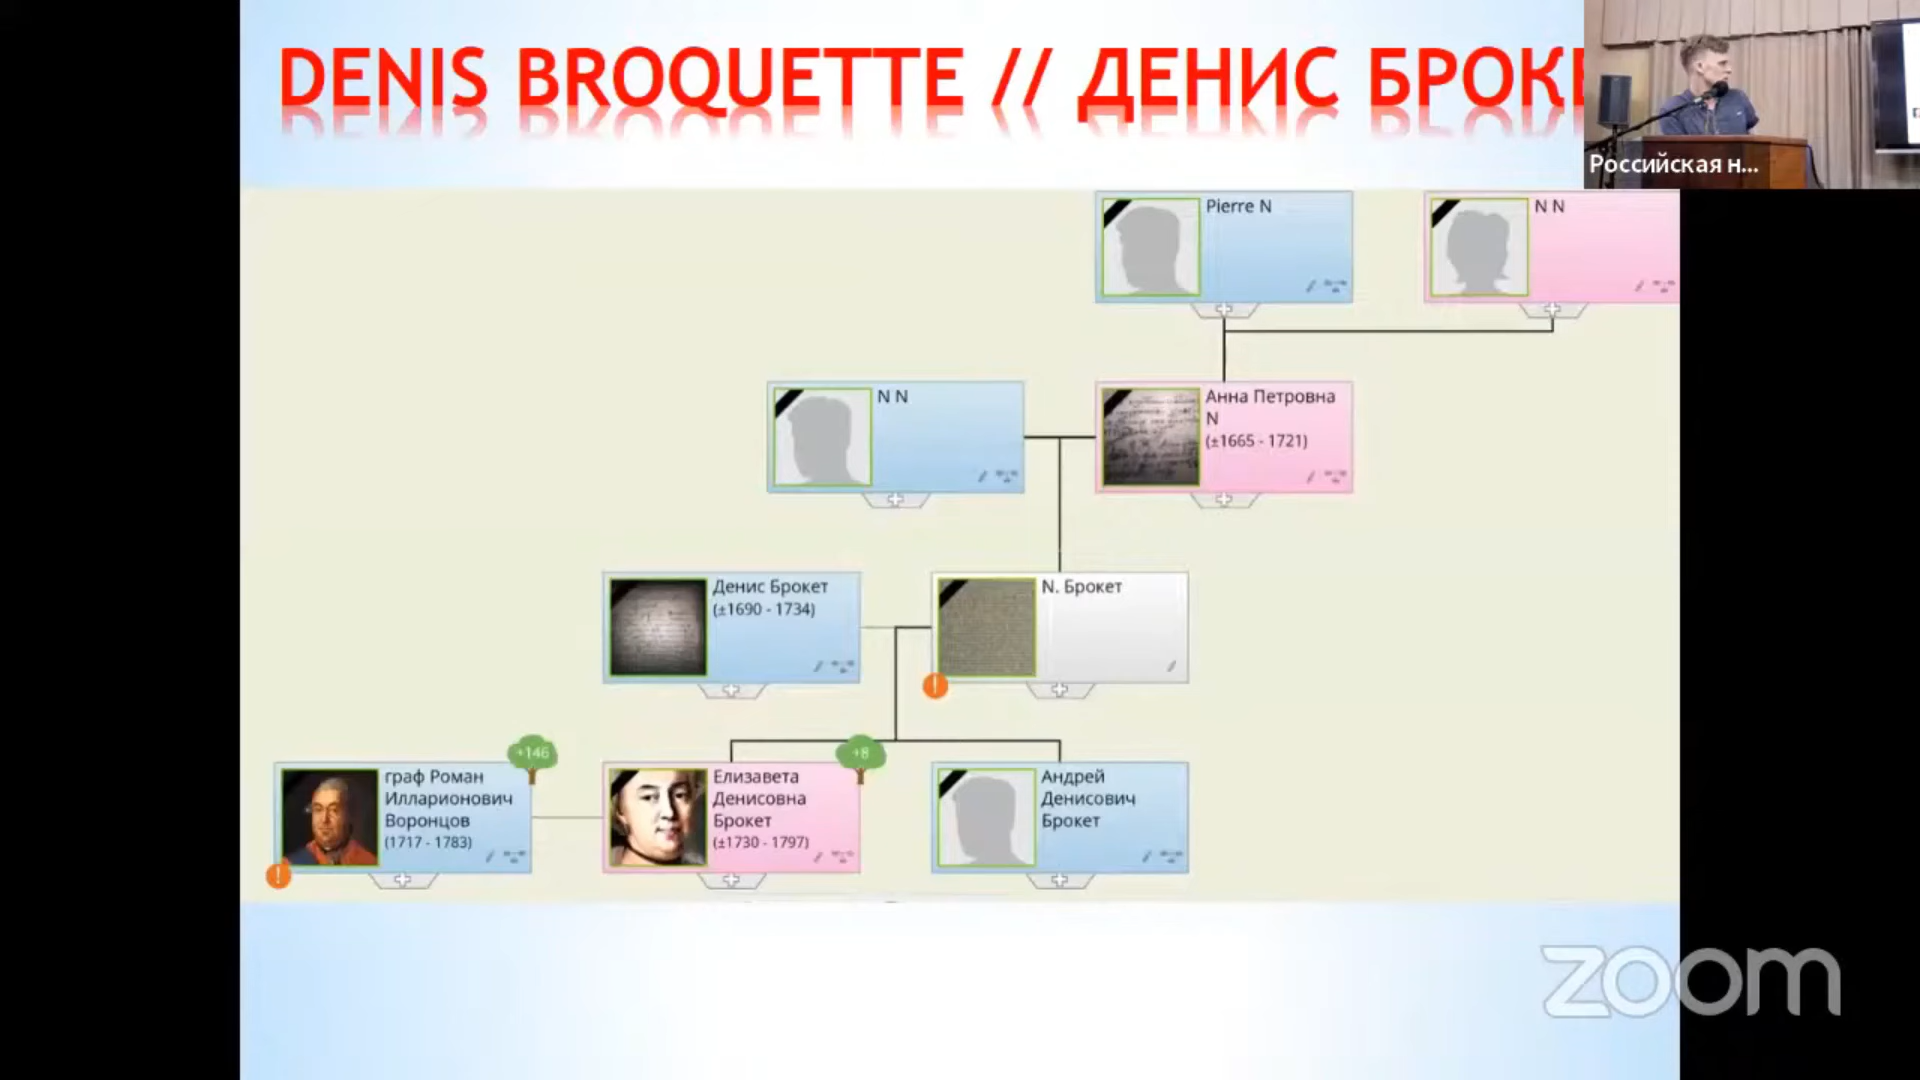 DENIS BROQUETTE // ДЕНИС БРОКЕ
Российская н...
Pierre N
N N
N N
Анна Петровна
N
(±1665 - 1721)
Денис Брокет
(±1690 - 1734)
N. Брокет
+146
+8
граф Роман
Илларионович
Воронцов
(1717 - 1783)
Елизавета
Денисовна
Брокет
(±1730 - 1797)
Андрей
Денисович
Брокет
zoom